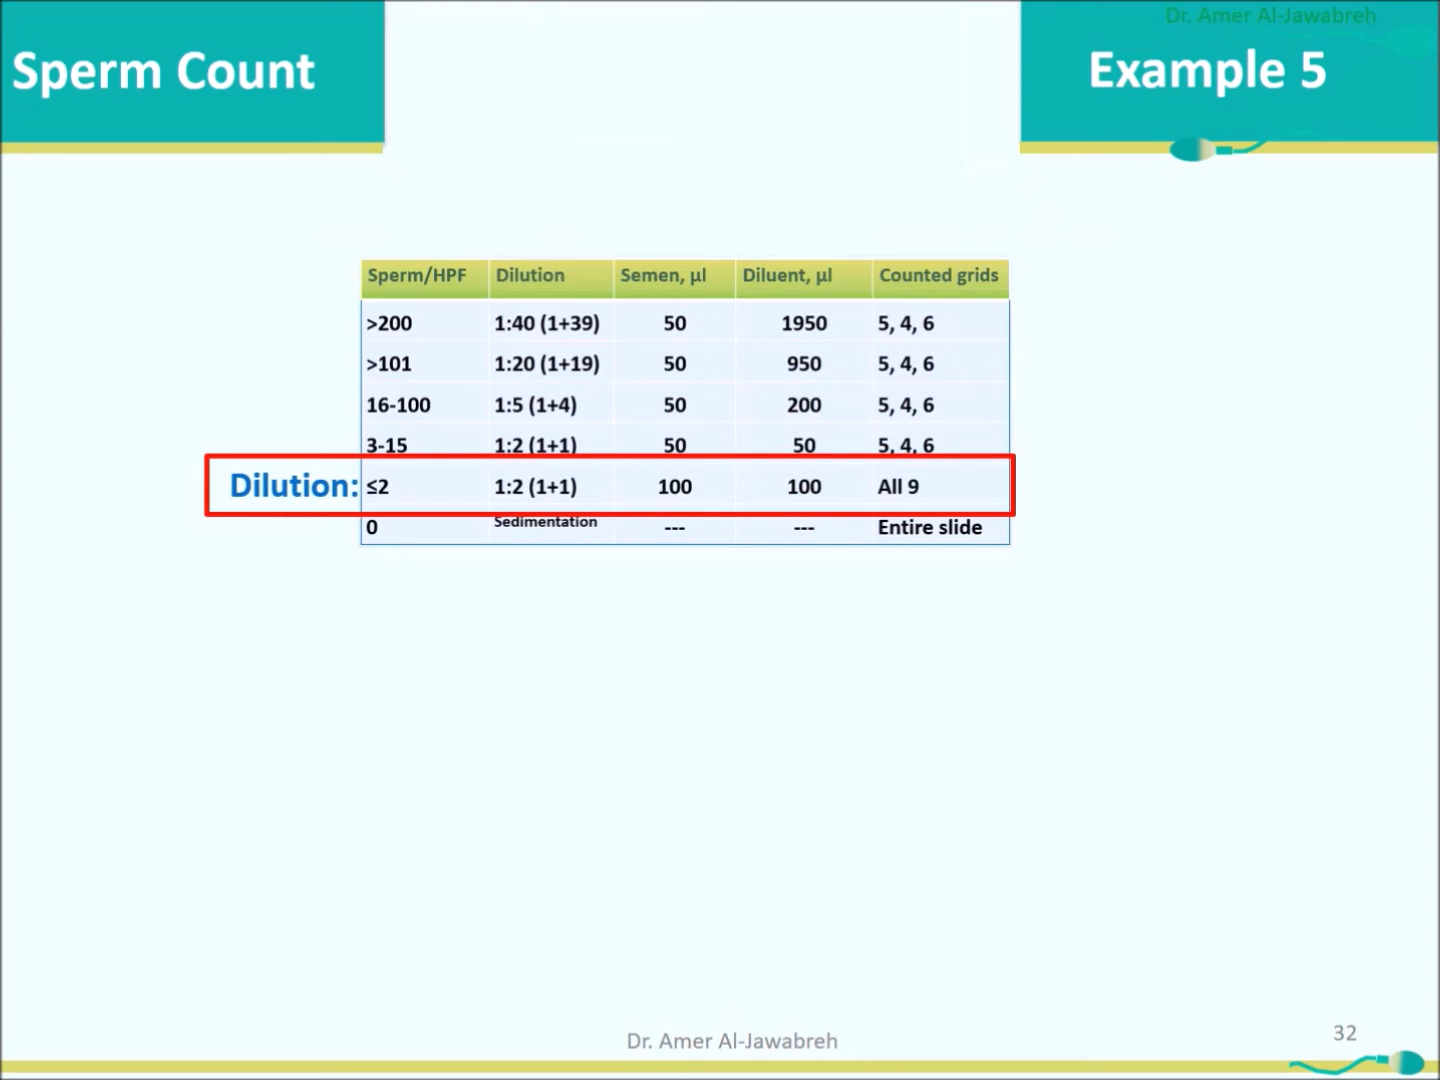 Dr. Amer Al-Jawabreh
Sperm Count
Example 5
Sperm/HPF Dilution Semen, µl Diluent, µl Counted grids
>200 1:40 (1+39) 50 1950 5, 4, 6
>101 1:20 (1+19) 50 950 5, 4, 6
16-100 1:5 (1+4) 50 200 5, 4, 6
3-15 1:2 (1+1) 50 50 5, 4, 6
Dilution: ≤2 1:2 (1+1) 100 100 All 9
0 Sedimentation --- --- Entire slide
Dr. Amer Al-Jawabreh
32